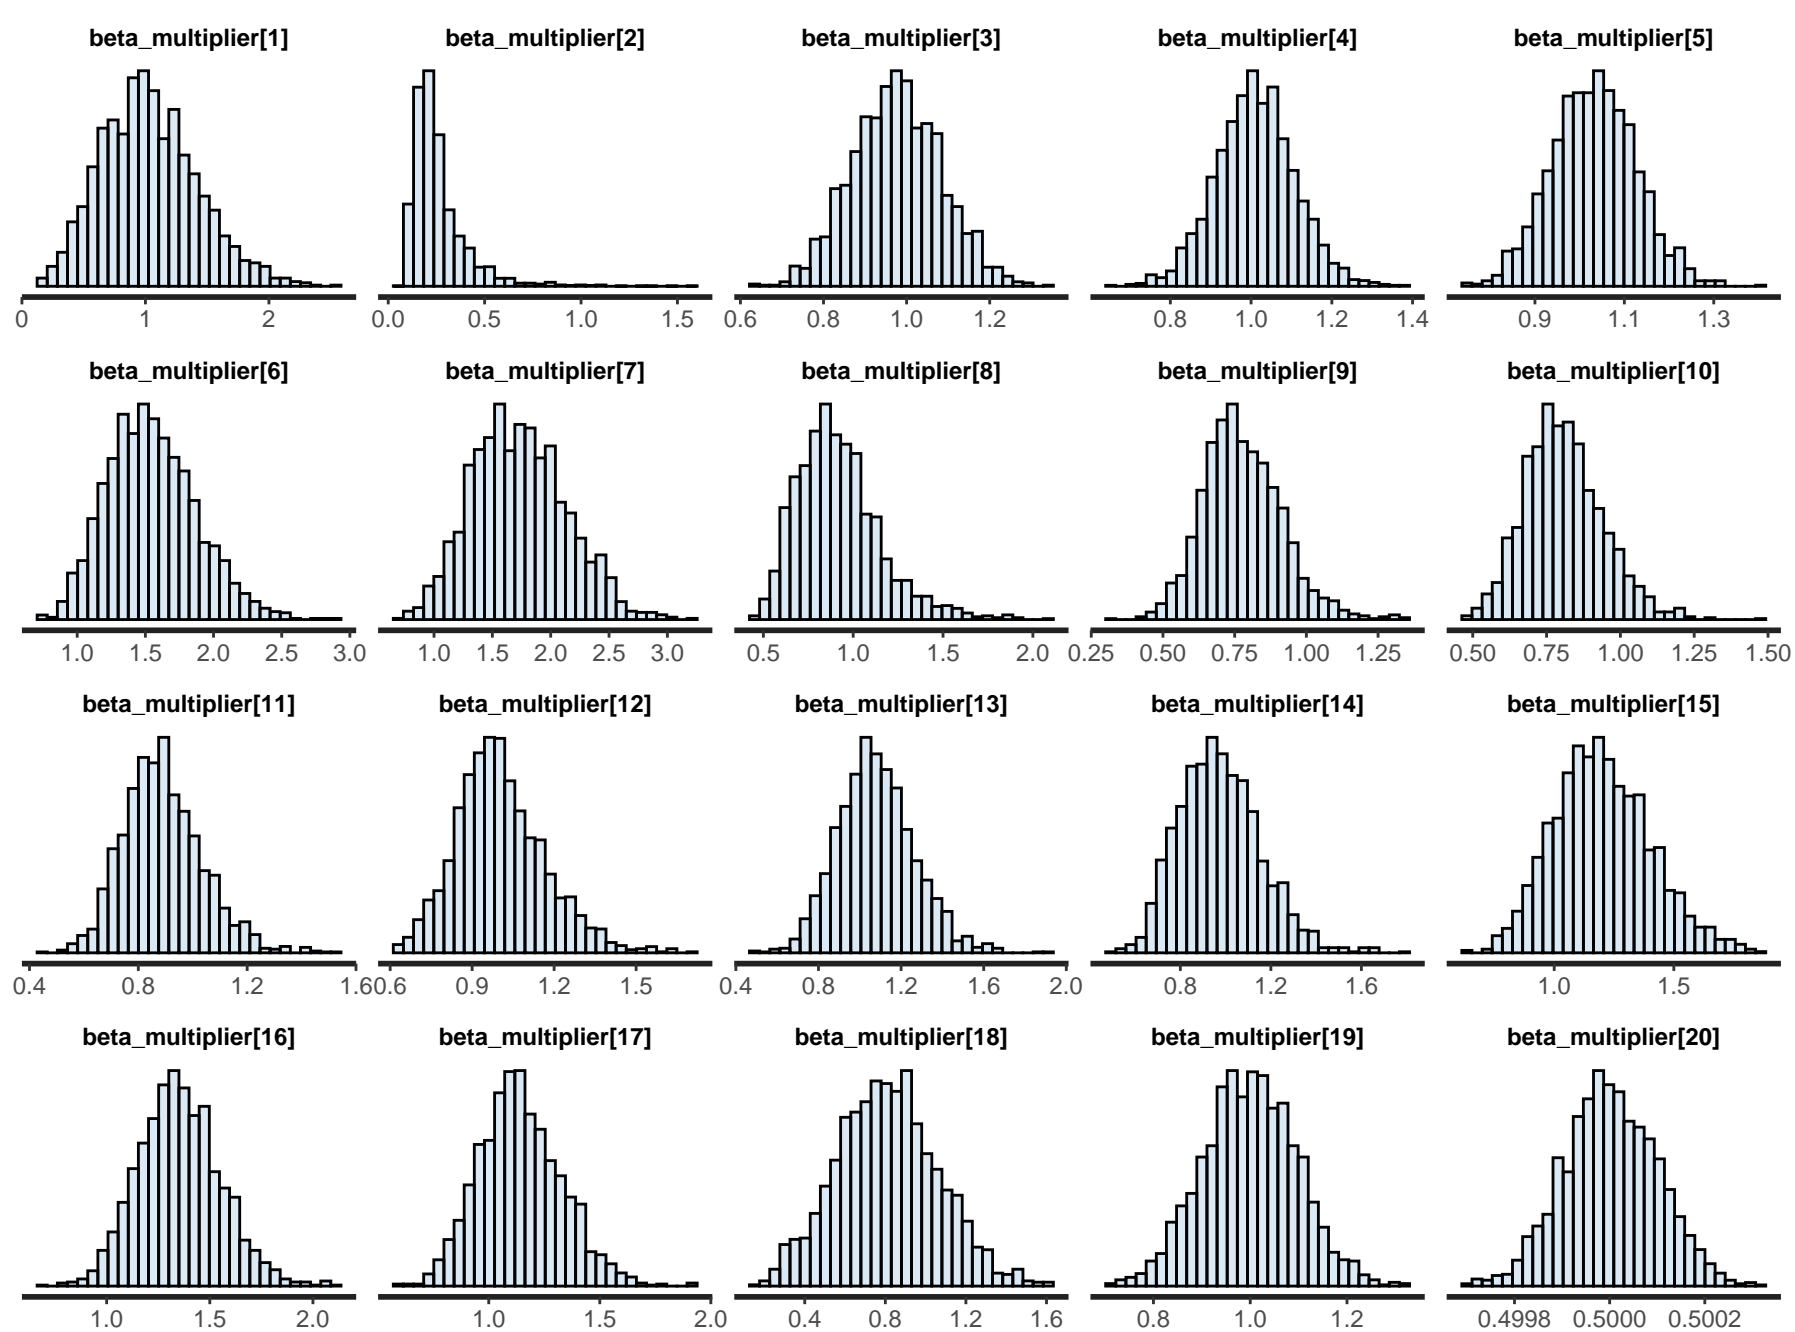 beta_multiplier[1] beta_multiplier[2] beta_multiplier[3] beta_multiplier[4] beta_multiplier[5]
0 1 2 0.0 0.5 1.0 1.5 0.6 0.8 1.0 1.2 0.8 1.0 1.2 1.4 0.9 1.1 1.3
beta_multiplier[6] beta_multiplier[7] beta_multiplier[8] beta_multiplier[9] beta_multiplier[10]
1.0 1.5 2.0 2.5 3.0 1.0 1.5 2.0 2.5 3.0 0.5 1.0 1.5 2.0 0.25 0.50 0.75 1.00 1.25 0.50 0.75 1.00 1.25 1.50
beta_multiplier[11] beta_multiplier[12] beta_multiplier[13] beta_multiplier[14] beta_multiplier[15]
0.4 0.8 1.2 1.6 0.6 0.9 1.2 1.5 0.4 0.8 1.2 1.6 2.0 0.8 1.2 1.6 1.0 1.5
beta_multiplier[16] beta_multiplier[17] beta_multiplier[18] beta_multiplier[19] beta_multiplier[20]
1.0 1.5 2.0 1.0 1.5 2.0 0.4 0.8 1.2 1.6 0.8 1.0 1.2 0.4998 0.5000 0.5002